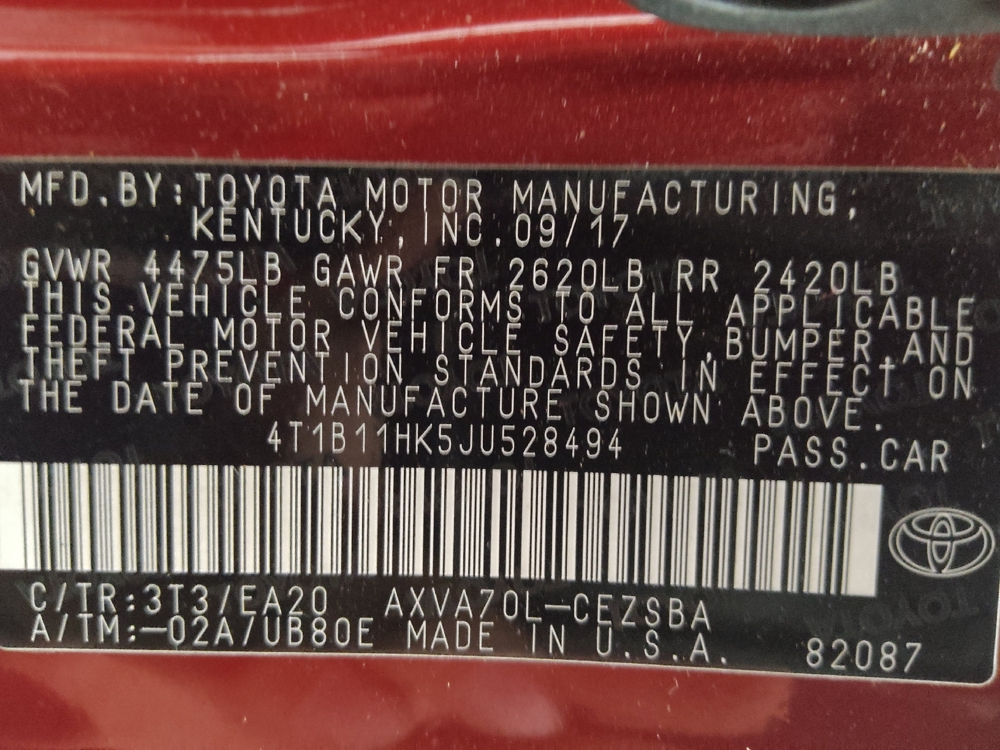 MFD.BY:TOYOTA MOTOR MANUFACTURING,
KENTUCKY,INC.09/17
GVWR 4475LB GAWR FR 2620LB RR 2420LB
THIS VEHICLE CONFORMS TO ALL APPLICABLE
FEDERAL MOTOR VEHICLE SAFETY,BUMPER,AND
THEFT PREVENTION STANDARDS IN EFFECT ON
THE DATE OF MANUFACTURE SHOWN ABOVE.
4T1B11HK5JU528494 PASS.CAR
C/TR:3T3/EA20 AXVA70L-CEZSBA
A/TM:-02A/UB80E MADE IN U.S.A. 82087